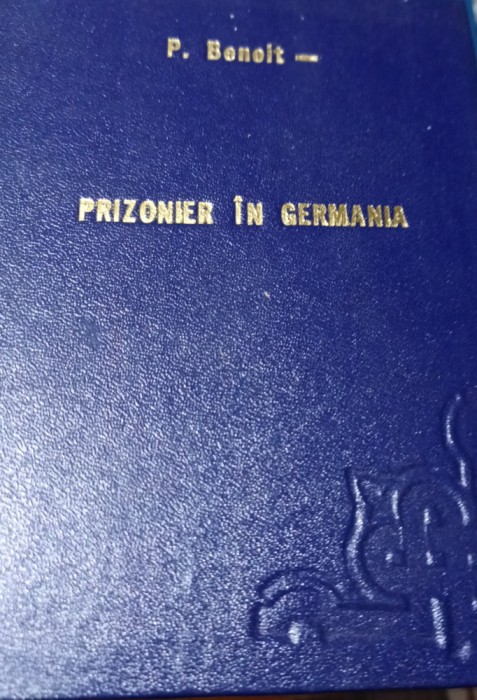 P. Benoit —
PRIZONIER ÎN GERMANIA